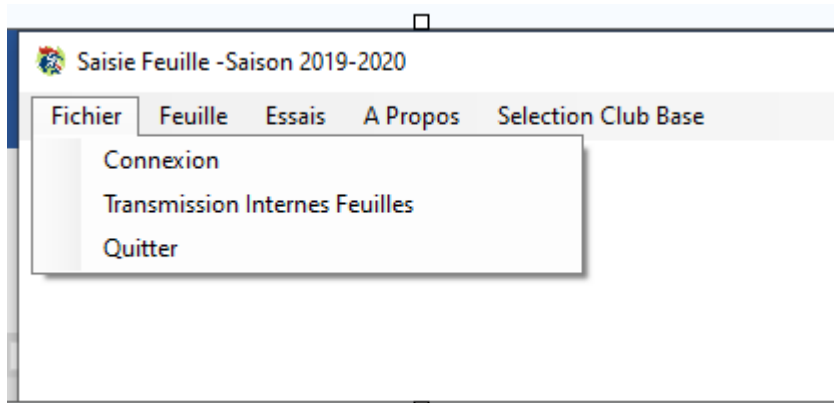 Saisie Feuille -Saison 2019-2020
Fichier Feuille Essais A Propos Selection Club Base
Connexion
Transmission Internes Feuilles
Quitter